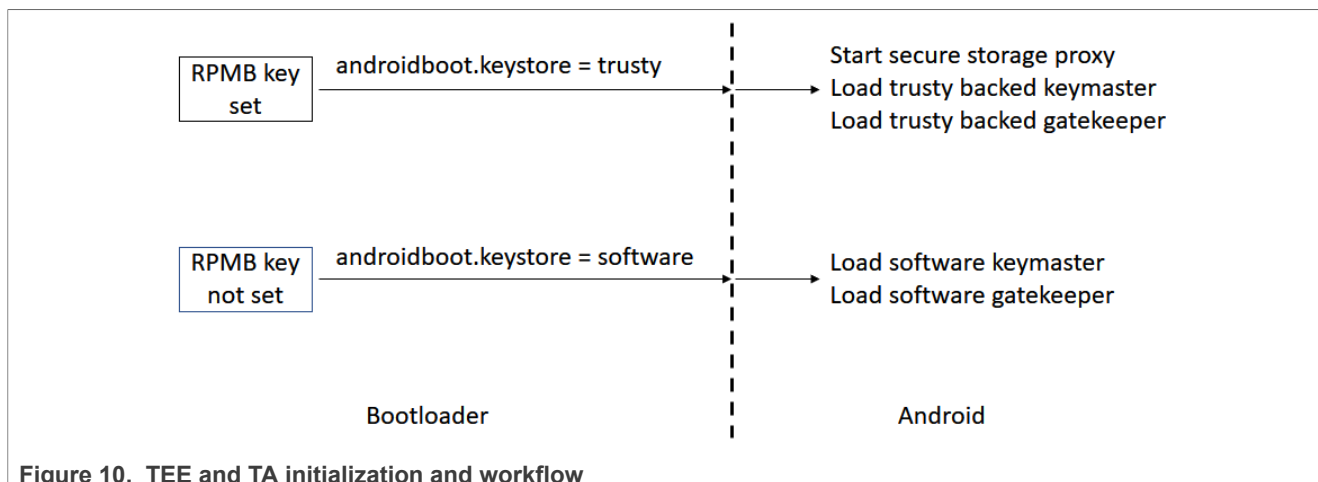 RPMB key
set
androidboot.keystore = trusty
Start secure storage proxy
Load trusty backed keymaster
Load trusty backed gatekeeper
RPMB key
not set
androidboot.keystore = software
Load software keymaster
Load software gatekeeper
Bootloader
Android
Figure 10. TEE and TA initialization and workflow